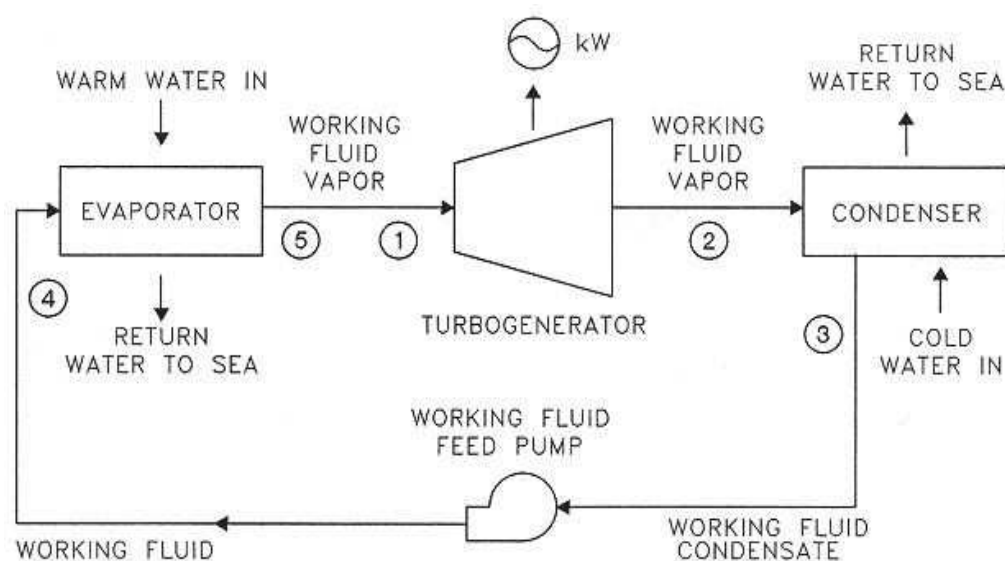 kW
WARM WATER IN
RETURN
WATER TO SEA
WORKING
FLUID
VAPOR
WORKING
FLUID
VAPOR
EVAPORATOR
CONDENSER
5
1
2
4
3
TURBOGENERATOR
RETURN
WATER TO SEA
COLD
WATER IN
WORKING FLUID
FEED PUMP
WORKING FLUID
WORKING FLUID
CONDENSATE